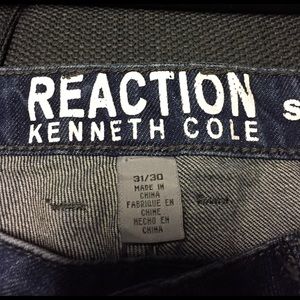 REACTION
KENNETH COLE
S
31/30
MADE IN
CHINA
FABRIQUE EN
CHINE
HECHO EN
CHINA